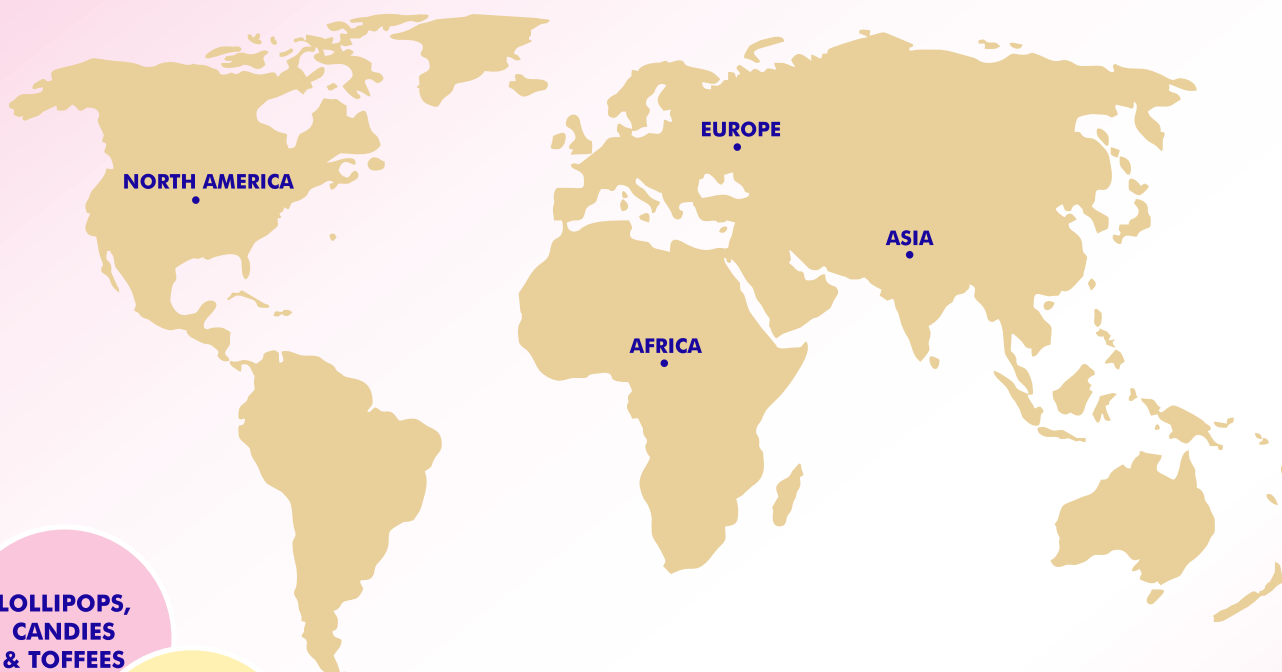 EUROPE
NORTH AMERICA
ASIA
AFRICA
LOLLIPOPS,
CANDIES
& TOFFEES